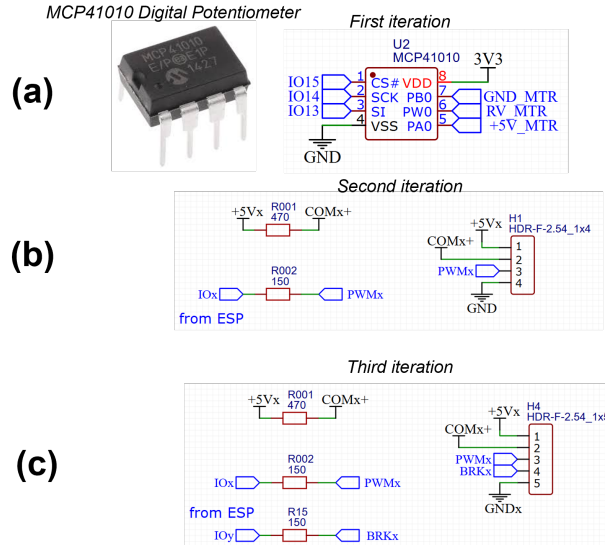 MCP41010 Digital Potentiometer
First iteration
(a)
MCP41010
E/P E1P
1427
U2
MCP41010
3V3
IO15 1 CS# VDD 8
IO14 2 SCK PB0 7 GND_MTR
IO13 3 SI PW0 6 RV_MTR
4 VSS PA0 5 +5V_MTR
GND
Second iteration
(b)
+5Vx R001 470 COMx+
IOx R002 150 PWMx
from ESP
H1
HDR-F-2.54_1x4
+5Vx
COMx+
1
2
PWMx 3
4
GND
Third iteration
(c)
+5Vx R001 470 COMx+
IOx R002 150 PWMx
from ESP
IOy R15 150 BRKx
H4
HDR-F-2.54_1x5
+5Vx
COMx+
1
2
PWMx 3
BRKx 4
5
GNDx